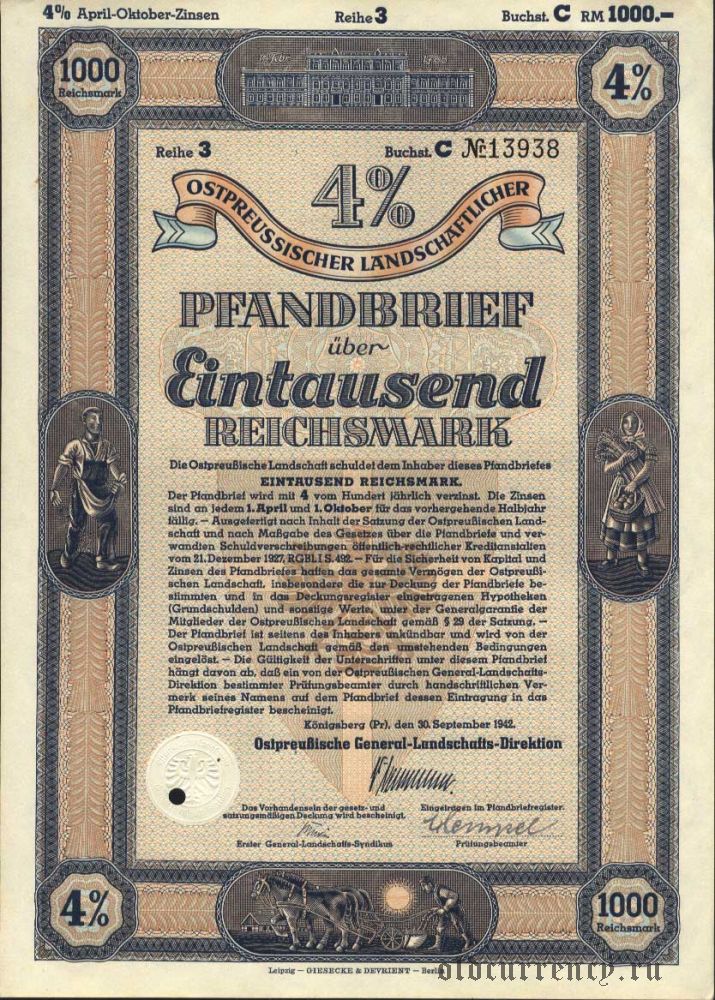 4% April-Oktober-Zinsen Reihe 3 Buchst. C RM 1000.–
1000
Reichsmark
4%
Reihe 3 Buchst. C № 13938
4%
OSTPREUSSISCHER LANDSCHAFTLICHER
PFANDBRIEF
über
Eintausend
REICHSMARK
Die Ostpreußische Landschaft schuldet dem Inhaber dieses Pfandbriefes
EINTAUSEND REICHSMARK.
Der Pfandbrief wird mit 4 vom Hundert jährlich verzinst. Die Zinsen
sind an jedem 1. April und 1. Oktober für das vorhergehende Halbjahr
fällig. – Ausgefertigt nach Inhalt der Satzung der Ostpreußischen Land-
schaft und nach Maßgabe des Gesetzes über die Pfandbriefe und ver-
wandten Schuldverschreibungen öffentlich-rechtlicher Kreditanstalten
vom 21. Dezember 1927, RGBl. I S. 492. – Für die Sicherheit von Kapital und
Zinsen des Pfandbriefes haften das gesamte Vermögen der Ostpreußi-
schen Landschaft, insbesondere die zur Deckung der Pfandbriefe be-
stimmten und in das Deckungsregister eingetragenen Hypotheken
(Grundschulden) und sonstige Werte, unter der Generalgarantie der
Mitglieder der Ostpreußischen Landschaft gemäß § 29 der Satzung. –
Der Pfandbrief ist seitens des Inhabers unkündbar und wird von der
Ostpreußischen Landschaft gemäß den umstehenden Bedingungen
eingelöst. – Die Gültigkeit der Unterschriften unter diesem Pfandbrief
hängt davon ab, daß ein von der Ostpreußischen General-Landschafts-
Direktion bestimmter Prüfungsbeamter durch handschriftlichen Ver-
merk seines Namens auf dem Pfandbrief dessen Eintragung in das
Pfandbriefregister bescheinigt.
Königsberg (Pr), den 30. September 1942.
Ostpreußische General-Landschafts-Direktion
Das Vorhandensein der gesetz- und
satzungsmäßigen Deckung wird bescheinigt.
Erster General-Landschafts-Syndikus
Eingetragen im Pfandbriefregister.
Prüfungsbeamter
4%
1000
Reichsmark
Leipzig – GIESECKE & DEVRIENT – Berlin
oldcurrency.ru